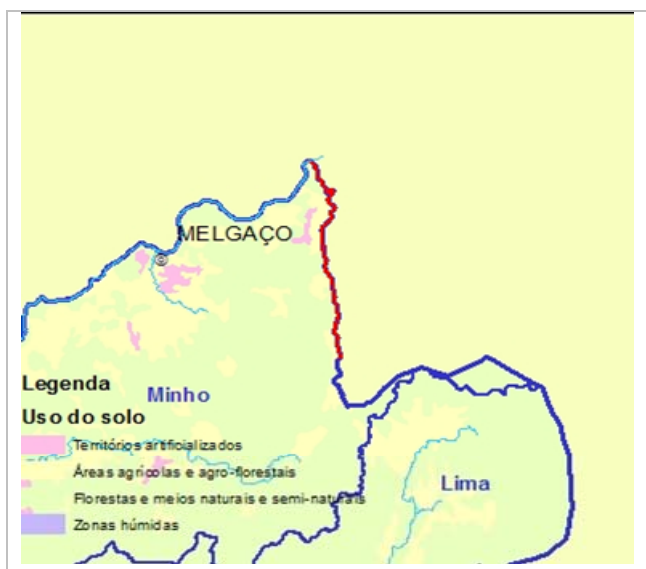 MELGAÇO
Legenda
Minho
Uso do solo
Territórios artificializados
Áreas agrícolas e agro-florestais
Florestas e meios naturais e semi-naturais
Lima
Zonas húmidas